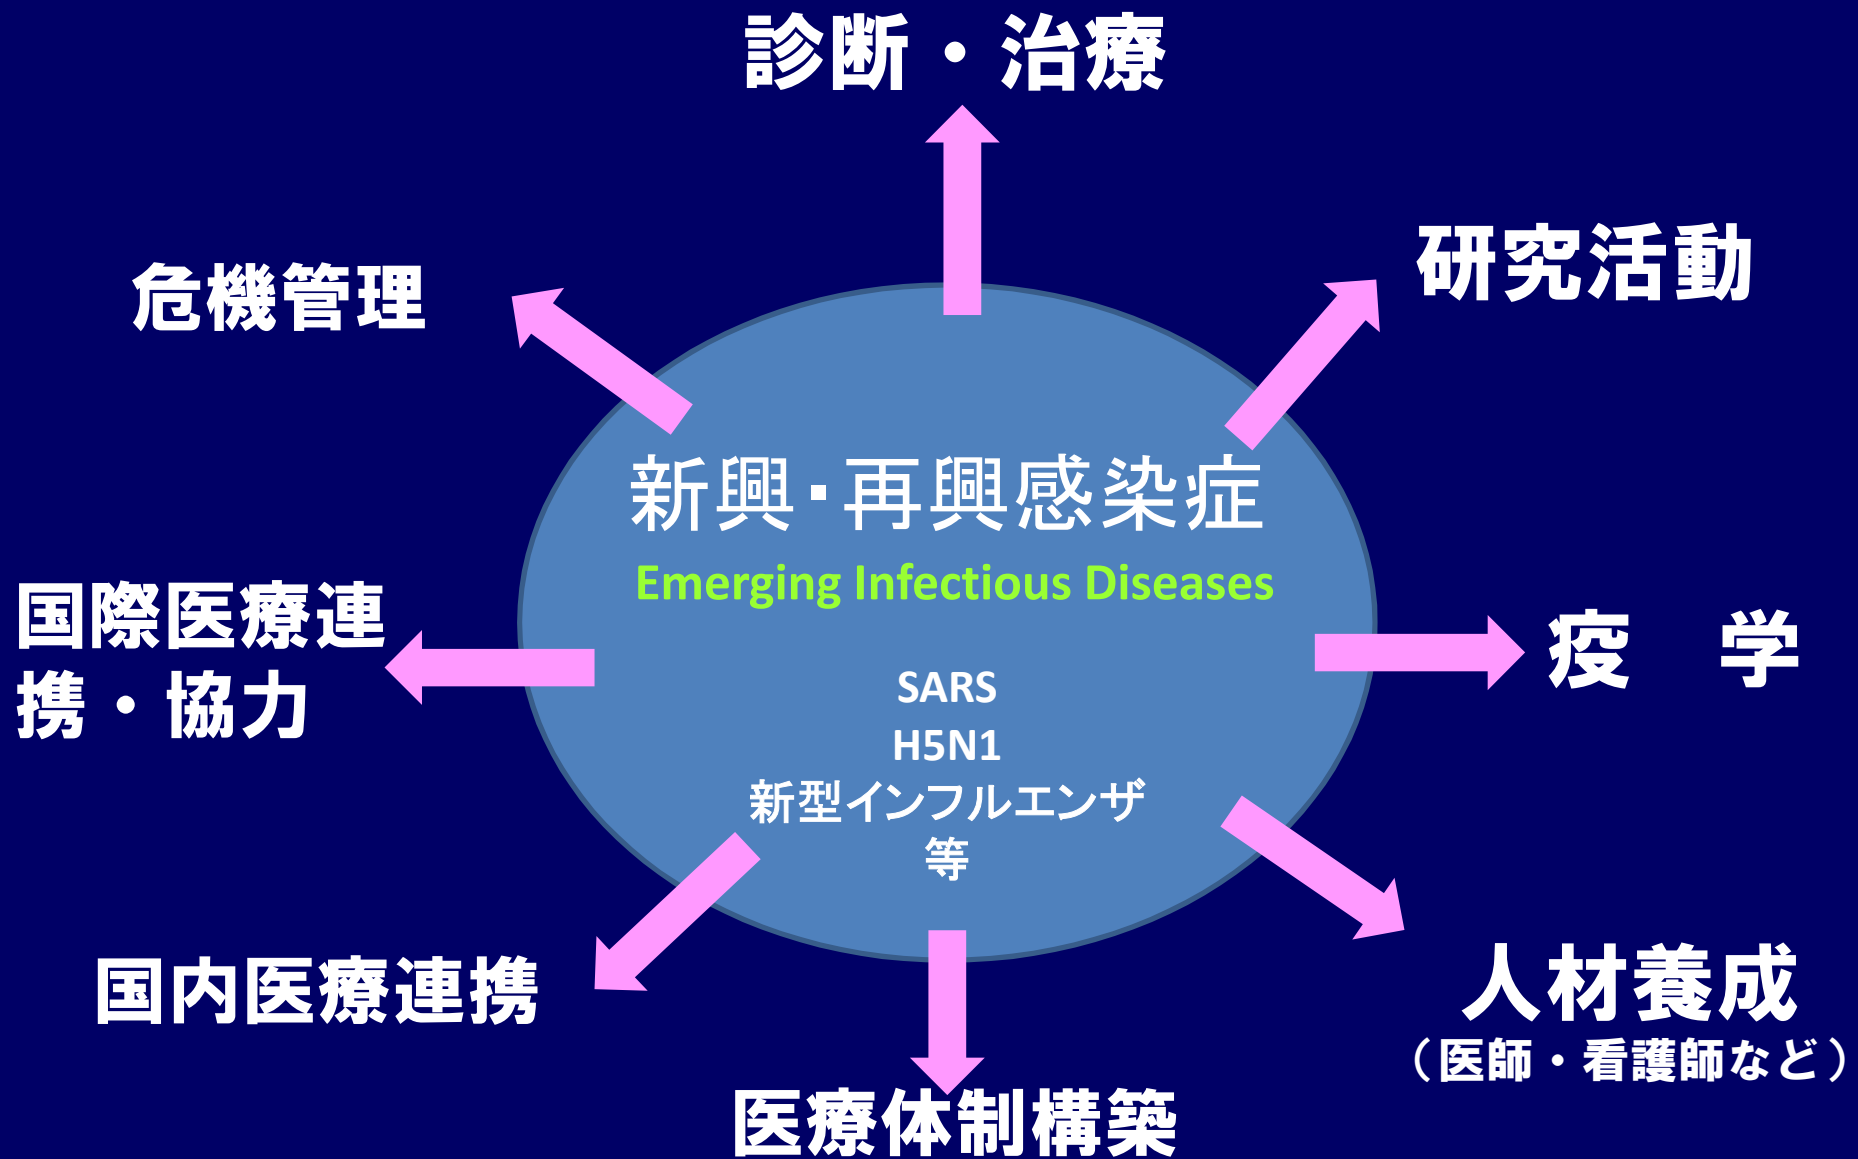 診断・治療
研究活動
危機管理
新興・再興感染症
Emerging Infectious Diseases
国際医療連
携・協力
疫　学
SARS
H5N1
新型インフルエンザ
等
国内医療連携
人材養成
（医師・看護師など）
医療体制構築